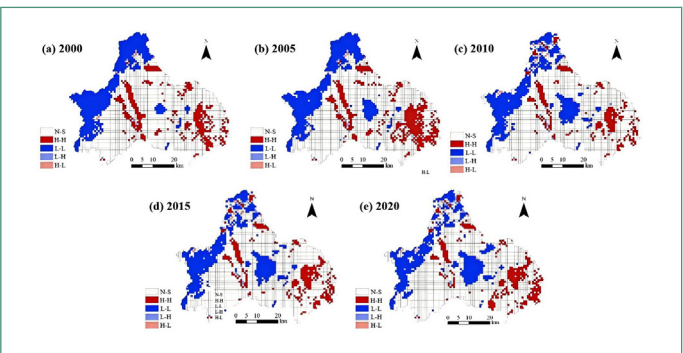 (a) 2000
N
N-S
H-H
L-L
L-H
H-L
0 5 10 20
km
(b) 2005
N
N-S
H-H
L-L
L-H
H-L
0 5 10 20
km
H-L
(c) 2010
N
N-S
H-H
L-L
L-H
H-L
0 5 10 20
km
(d) 2015
N
N-S
H-H
L-L
L-H
H-L
N-S
H-H
L-L
L-H
H-L
0 5 10 20
km
(e) 2020
N
N-S
H-H
L-L
L-H
H-L
0 5 10 20
km